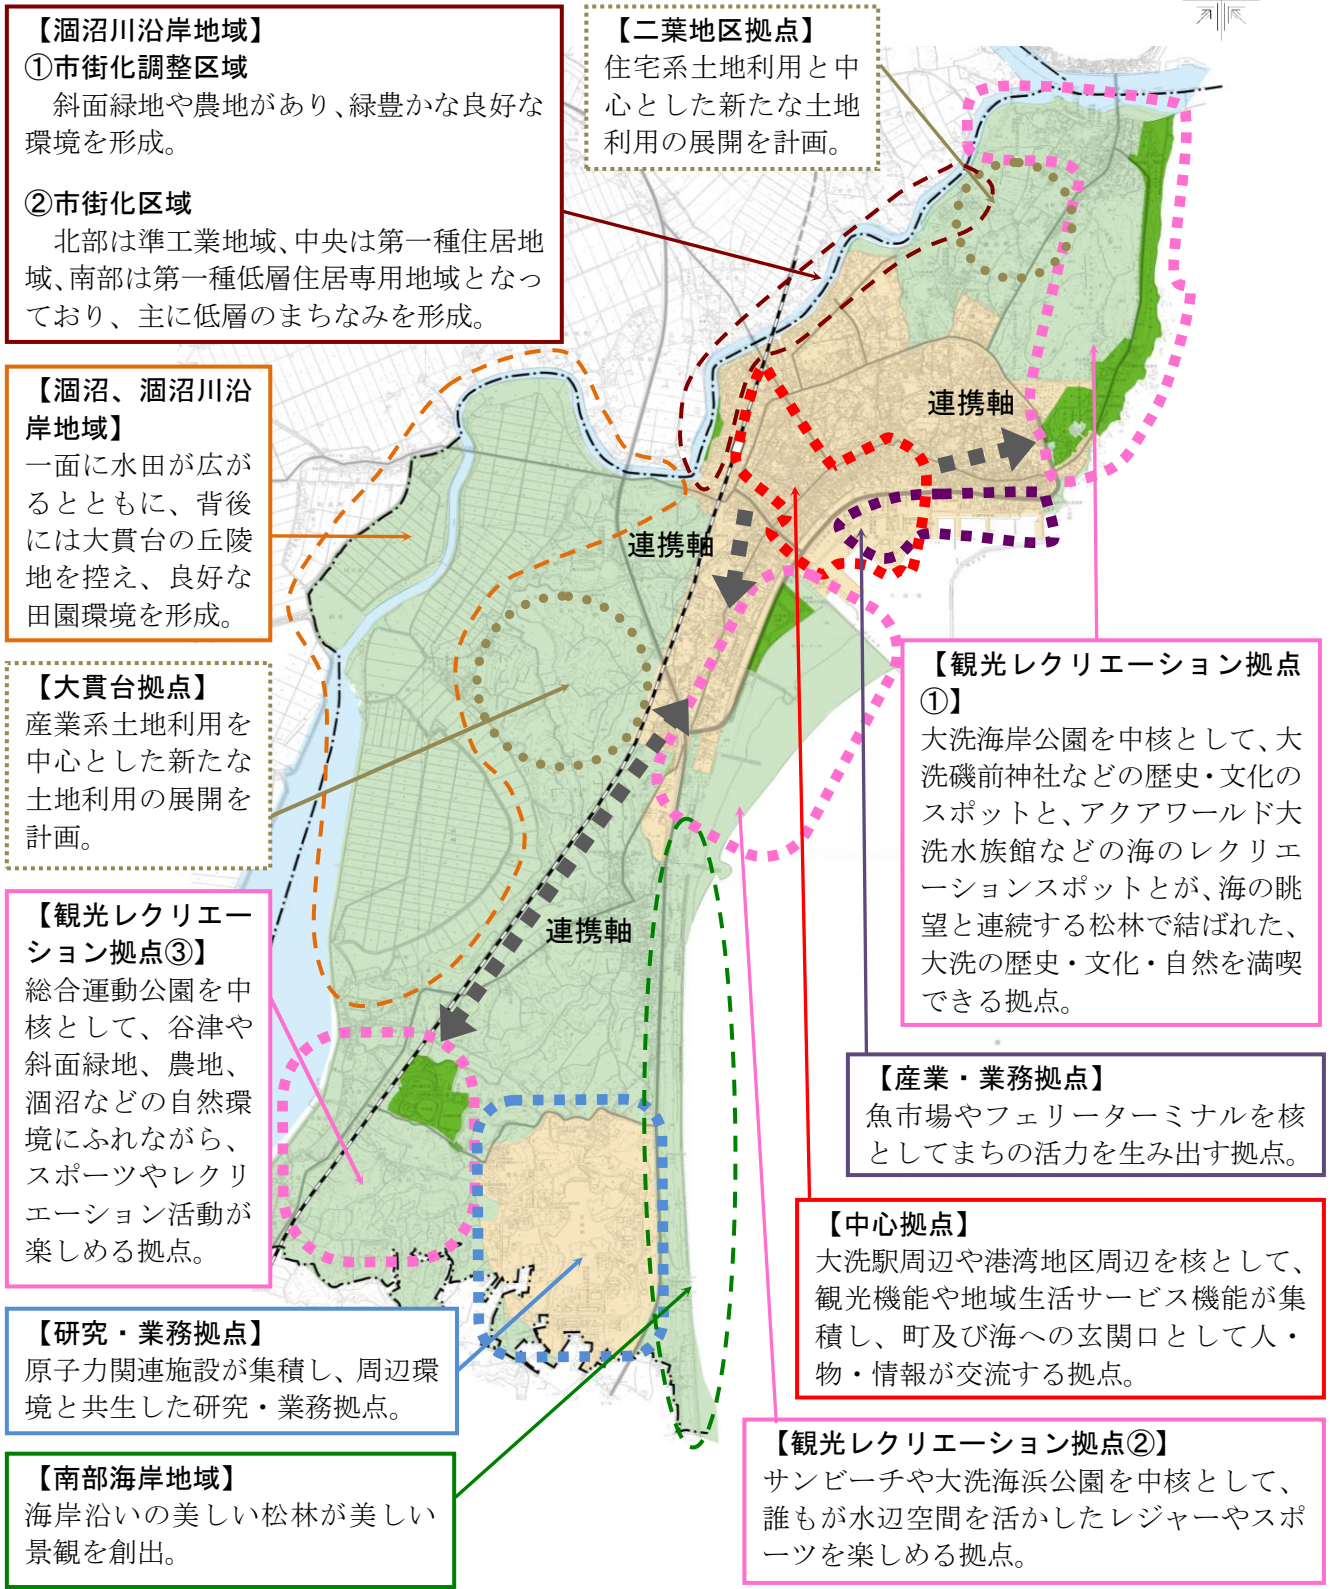 【涸沼川沿岸地域】
①市街化調整区域
斜面緑地や農地があり、緑豊かな良好な
環境を形成。
②市街化区域
北部は準工業地域、中央は第一種住居地
域、南部は第一種低層住居専用地域となっ
ており、主に低層のまちなみを形成。
【二葉地区拠点】
住宅系土地利用と中
心とした新たな土地
利用の展開を計画。
【涸沼、涸沼川沿
岸地域】
一面に水田が広が
るとともに、背後
には大貫台の丘陵
地を控え、良好な
田園環境を形成。
連携軸
連携軸
連携軸
【大貫台拠点】
産業系土地利用を
中心とした新たな
土地利用の展開を
計画。
【観光レクリエーション拠点
①】
大洗海岸公園を中核として、大
洗磯前神社などの歴史・文化の
スポットと、アクアワールド大
洗水族館などの海のレクリエ
ーションスポットとが、海の眺
望と連続する松林で結ばれた、
大洗の歴史・文化・自然を満喫
できる拠点。
【観光レクリエー
ション拠点③】
総合運動公園を中
核として、谷津や
斜面緑地、農地、
涸沼などの自然環
境にふれながら、
スポーツやレクリ
エーション活動が
楽しめる拠点。
【産業・業務拠点】
魚市場やフェリーターミナルを核
としてまちの活力を生み出す拠点。
【中心拠点】
大洗駅周辺や港湾地区周辺を核として、
観光機能や地域生活サービス機能が集
積し、町及び海への玄関口として人・
物・情報が交流する拠点。
【研究・業務拠点】
原子力関連施設が集積し、周辺環
境と共生した研究・業務拠点。
【観光レクリエーション拠点②】
サンビーチや大洗海浜公園を中核として、
誰もが水辺空間を活かしたレジャーやスポ
ーツを楽しめる拠点。
【南部海岸地域】
海岸沿いの美しい松林が美しい
景観を創出。